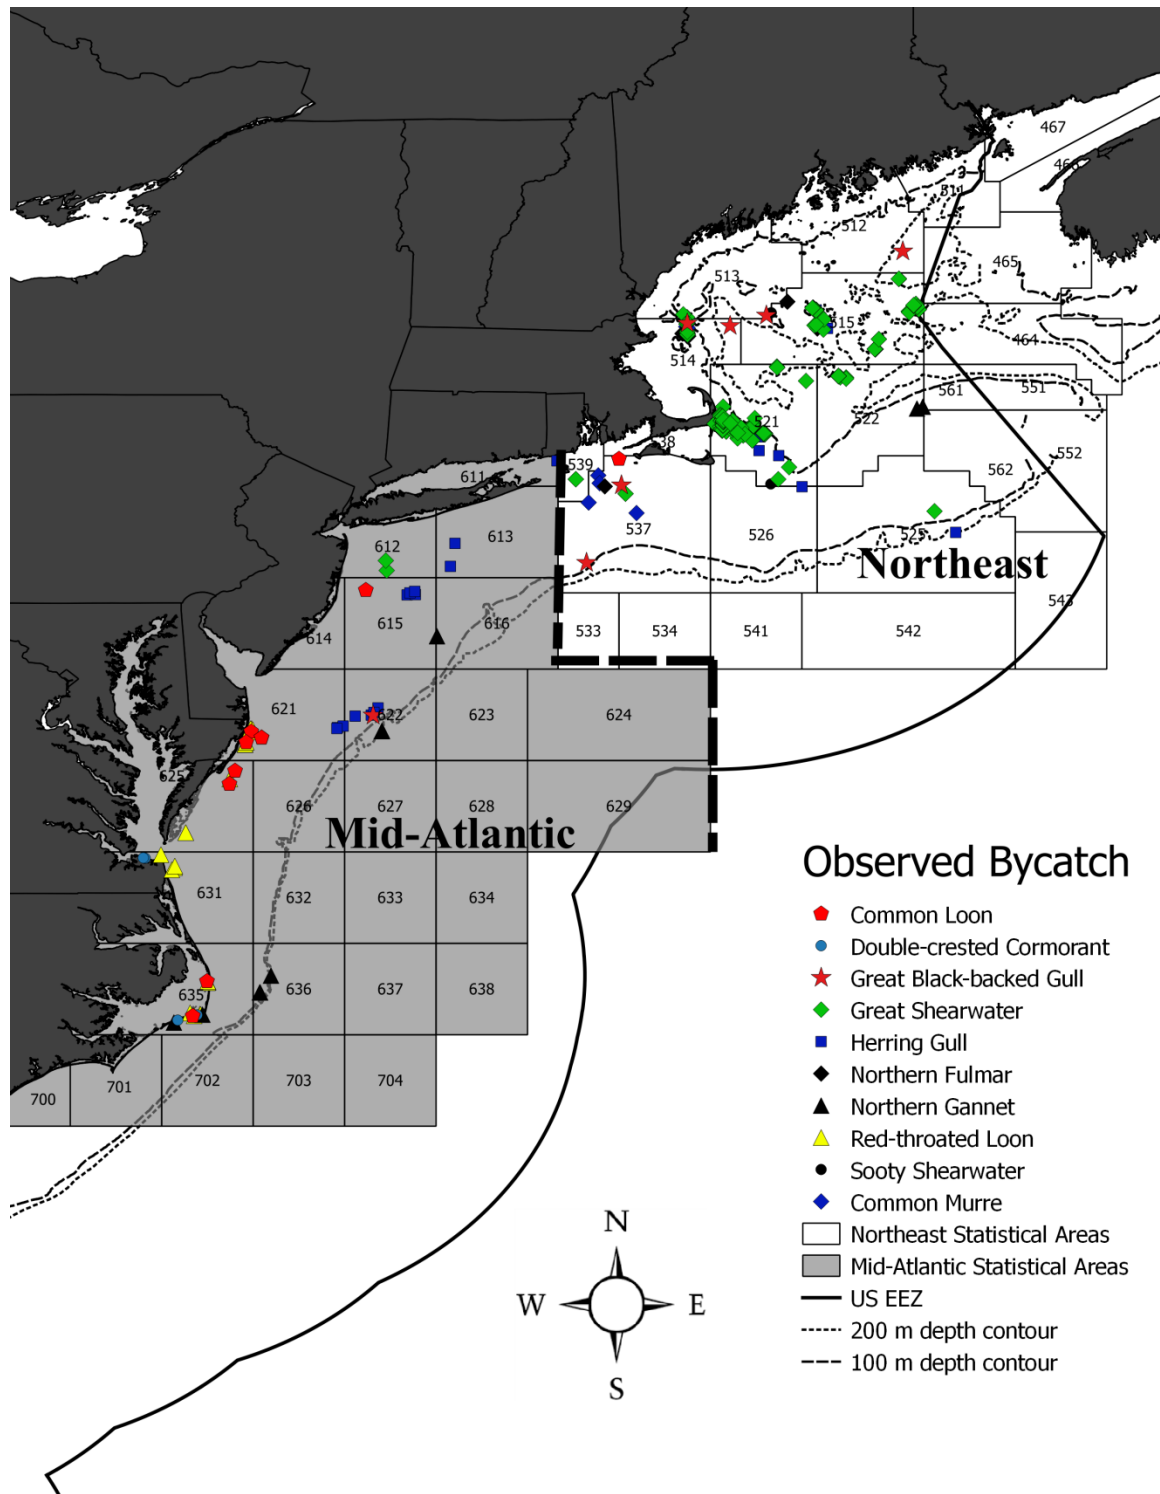 467
466
511
512
465
513
515
464
514
561
551
521
522
38
552
539
562
611
613
537
526
525
612
Northeast
543
614
615
616
533
534
541
542
621
622
623
624
625
626
627
628
629
Mid-Atlantic
631
632
633
634
635
636
637
638
700
701
702
703
704
Observed Bycatch
Common Loon
Double-crested Cormorant
Great Black-backed Gull
Great Shearwater
Herring Gull
Northern Fulmar
Northern Gannet
Red-throated Loon
Sooty Shearwater
Common Murre
Northeast Statistical Areas
Mid-Atlantic Statistical Areas
US EEZ
200 m depth contour
100 m depth contour
N
W
E
S